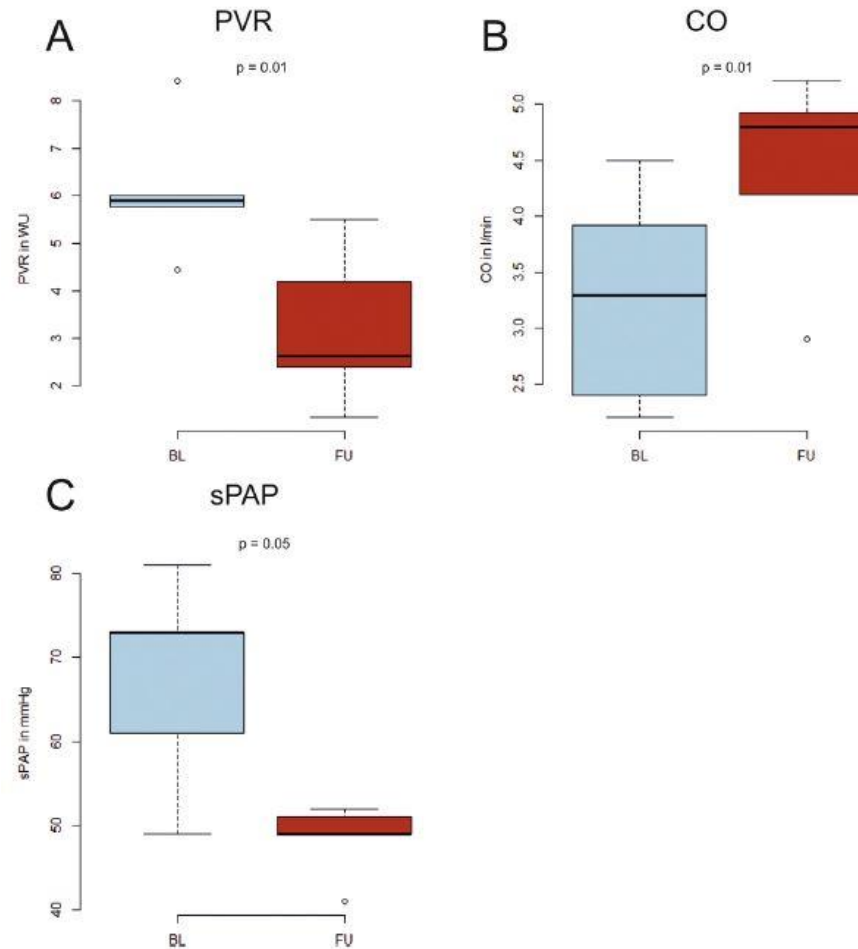 A
PVR
p = 0.01
PVR in WU
8
7
6
5
4
3
2
BL
FU
B
CO
p = 0.01
CO in l/min
5.0
4.5
4.0
3.5
3.0
2.5
BL
FU
C
sPAP
p = 0.05
sPAP in mmHg
80
70
60
50
40
BL
FU